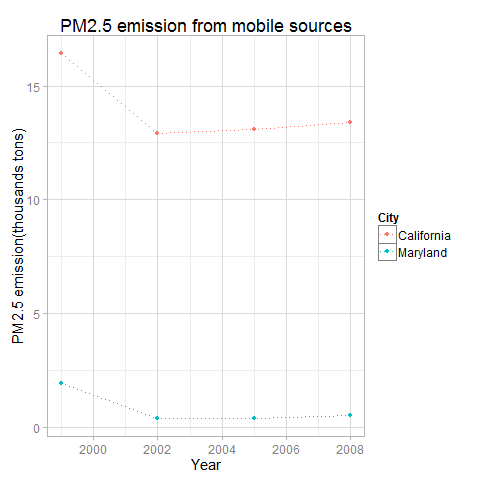 PM2.5 emission from mobile sources
PM2.5 emission(thousands tons)
15
10
5
0
2000 2002 2004 2006 2008
Year
City
California
Maryland